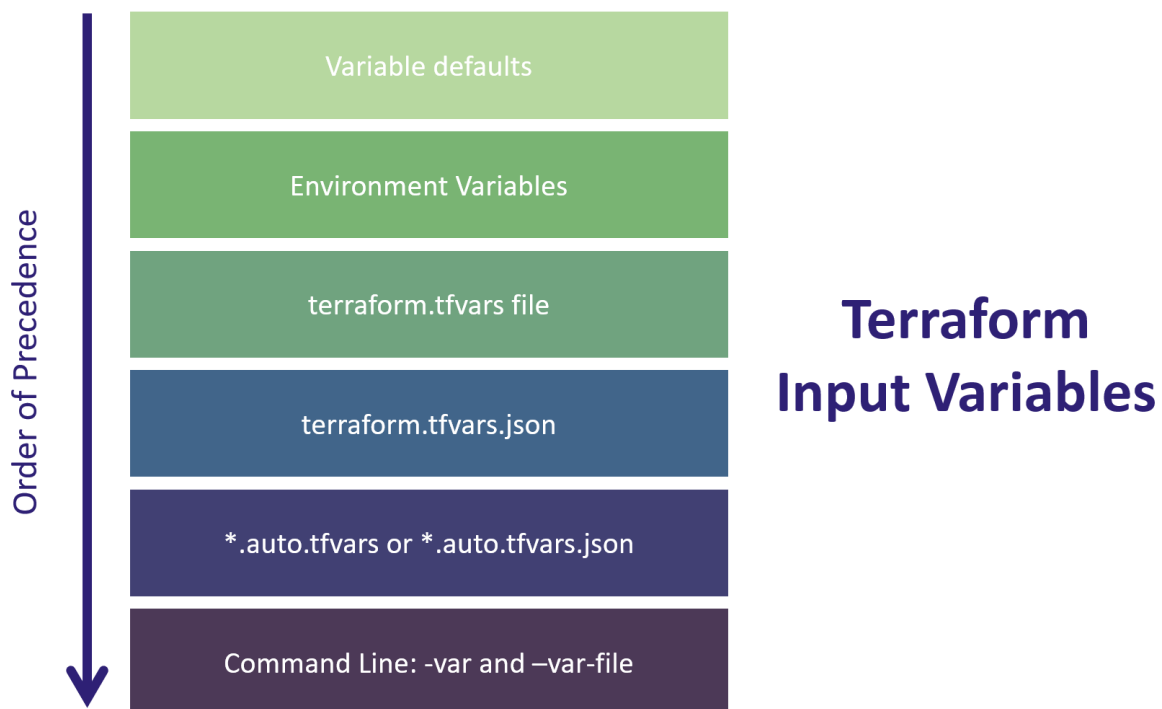 Order of Precedence
Variable defaults
Environment Variables
terraform.tfvars file
terraform.tfvars.json
*.auto.tfvars or *.auto.tfvars.json
Command Line: -var and –var-file
Terraform
Input Variables